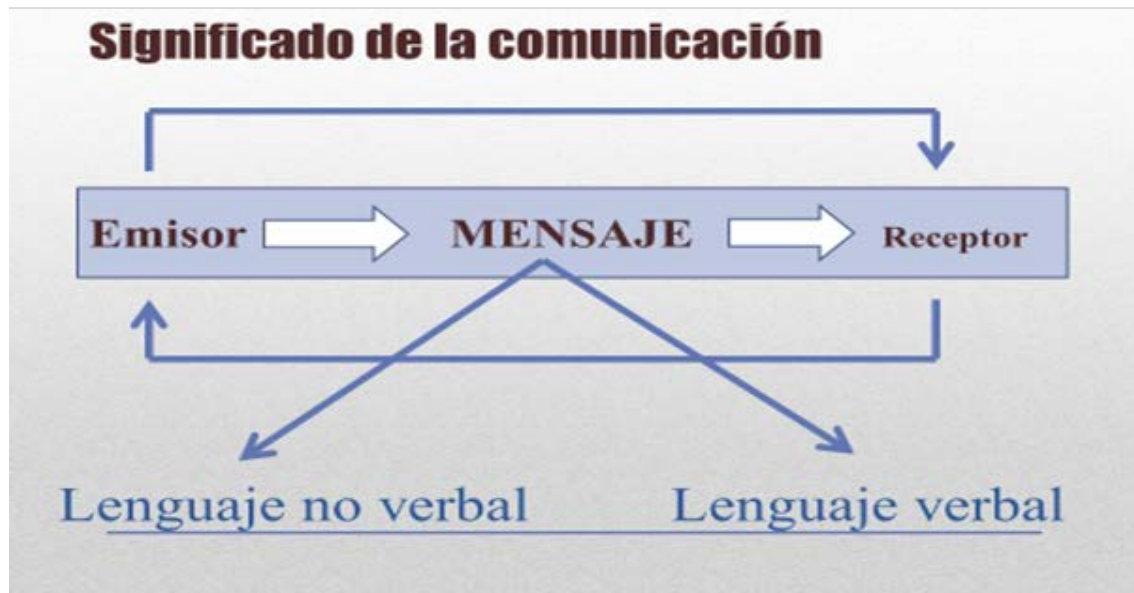 Significado de la comunicación
Emisor MENSAJE Receptor
Lenguaje no verbal Lenguaje verbal